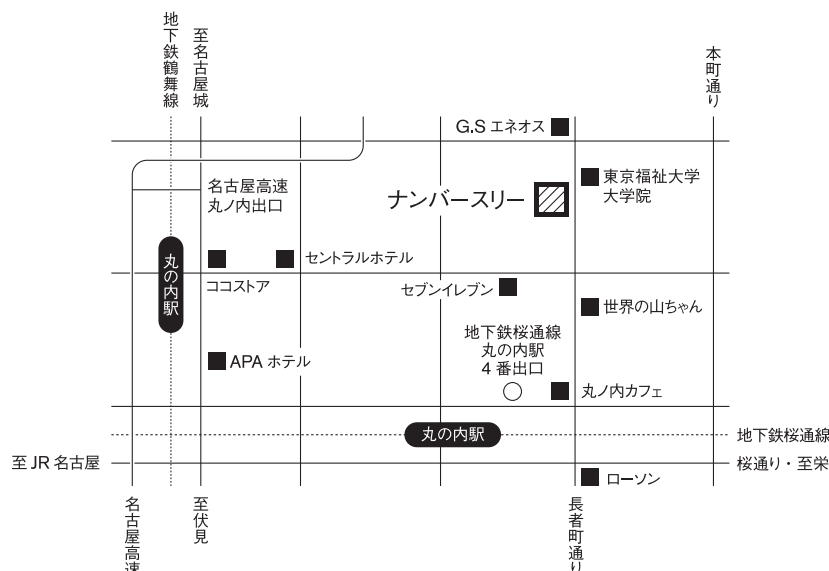 地下鉄鶴舞線
至名古屋城
本町通り
G.S エネオス
名古屋高速
丸ノ内出口
ナンバースリー
東京福祉大学
大学院
丸の内駅
セントラルホテル
ココストア
セブンイレブン
世界の山ちゃん
地下鉄桜通線
丸の内駅
4 番出口
APA ホテル
丸ノ内カフェ
丸の内駅
地下鉄桜通線
至 JR 名古屋
桜通り・至栄
ローソン
名古屋高速
至伏見
長者町通り